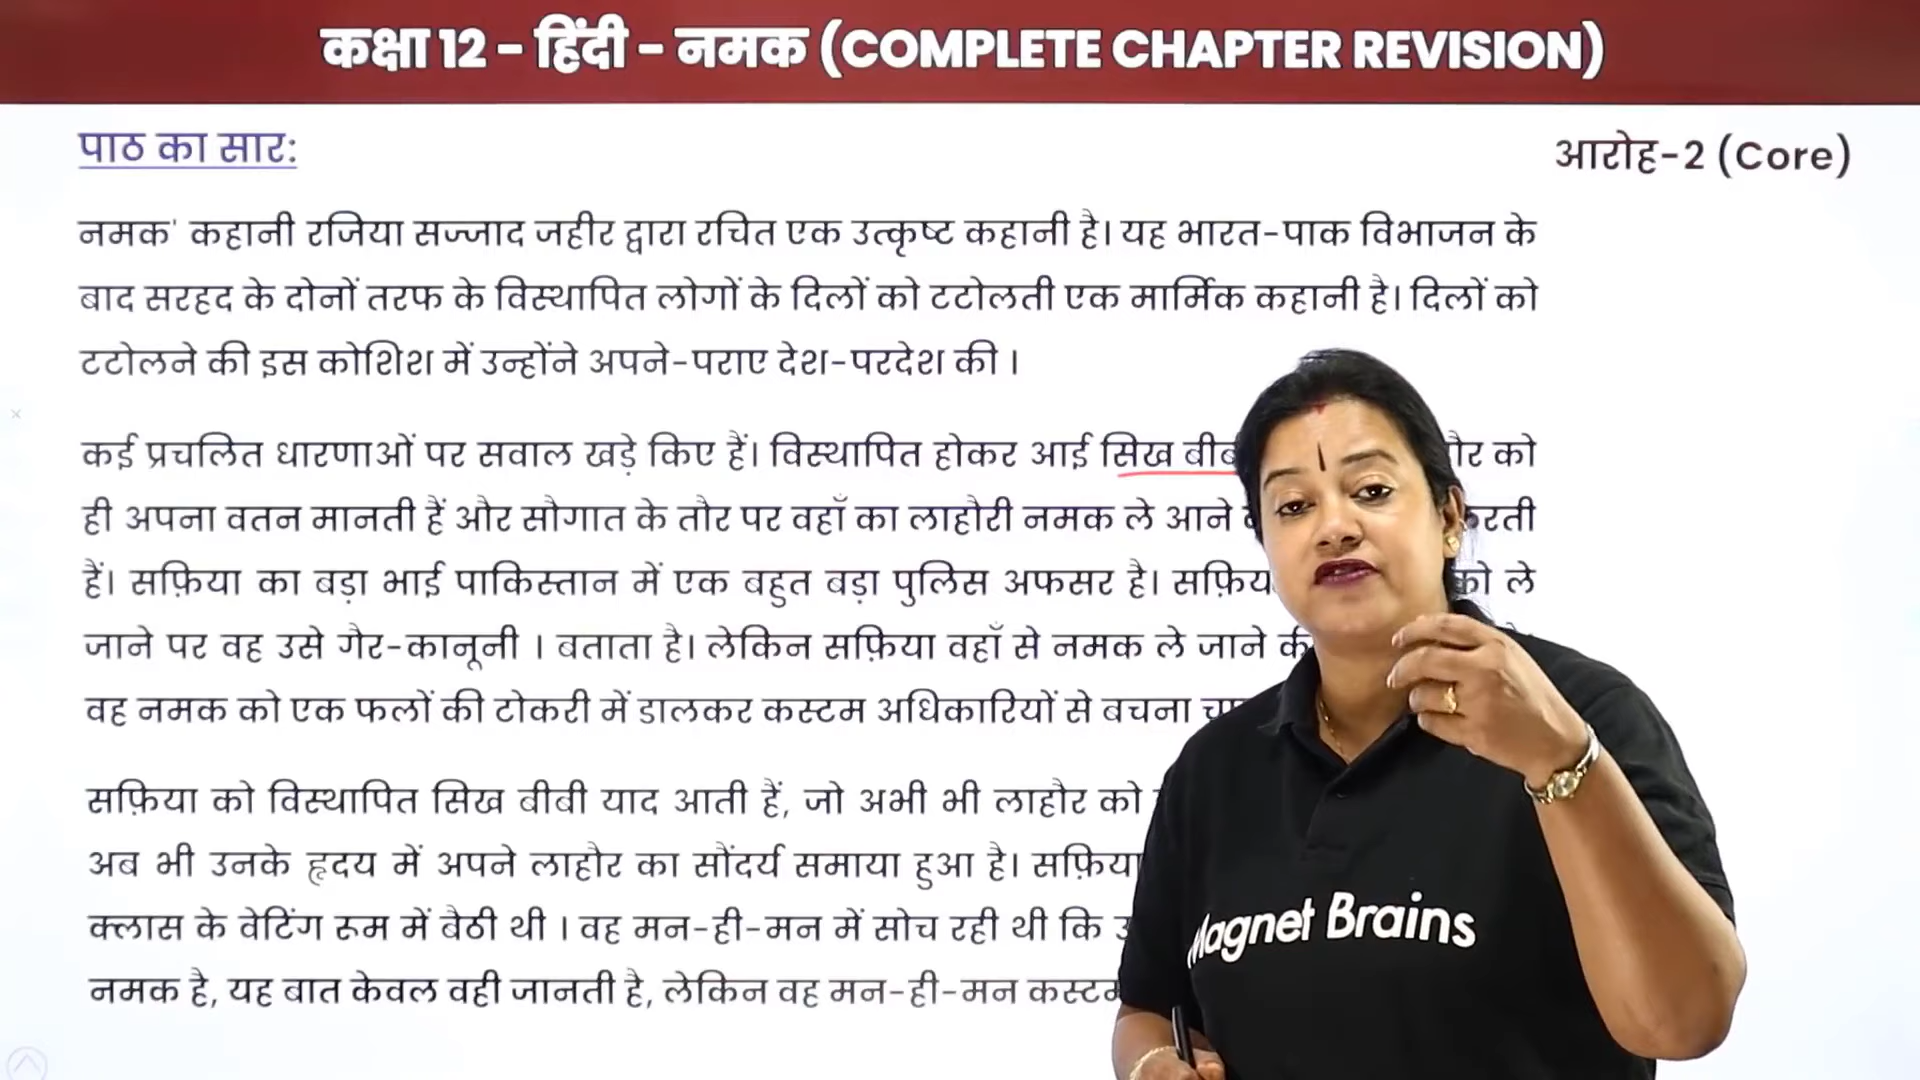 कक्षा 12 - हिंदी - नमक (COMPLETE CHAPTER REVISION)
पाठ का सार:
आरोह-2 (Core)
नमक' कहानी रजिया सज्जाद जहीर द्वारा रचित एक उत्कृष्ट कहानी है। यह भारत-पाक विभाजन के
बाद सरहद के दोनों तरफ के विस्थापित लोगों के दिलों को टटोलती एक मार्मिक कहानी है। दिलों को
टटोलने की इस कोशिश में उन्होंने अपने-पराए देश-परदेश की ।
कई प्रचलित धारणाओं पर सवाल खड़े किए हैं। विस्थापित होकर आई सिख को
ही अपना वतन मानती हैं और सौगात के तौर पर वहाँ का लाहौरी नमक ले आने
हैं। सफ़िया का बड़ा भाई पाकिस्तान में एक बहुत बड़ा पुलिस अफसर है। को ले
जाने पर वह उसे गैर-कानूनी । बताता है। लेकिन सफ़िया वहाँ से नमक ले जाने
वह नमक को एक फलों की टोकरी में डालकर कस्टम अधिकारियों से बचना
सफ़िया को विस्थापित सिख बीबी याद आती हैं, जो अभी भी लाहौर को
अब भी उनके हृदय में अपने लाहौर का सौंदर्य समाया हुआ है। सफ़िया
क्लास के वेटिंग रूम में बैठी थी । वह मन-ही-मन में सोच रही थी कि
नमक है, यह बात केवल वही जानती है, लेकिन वह मन-ही-मन
Magnet Brains